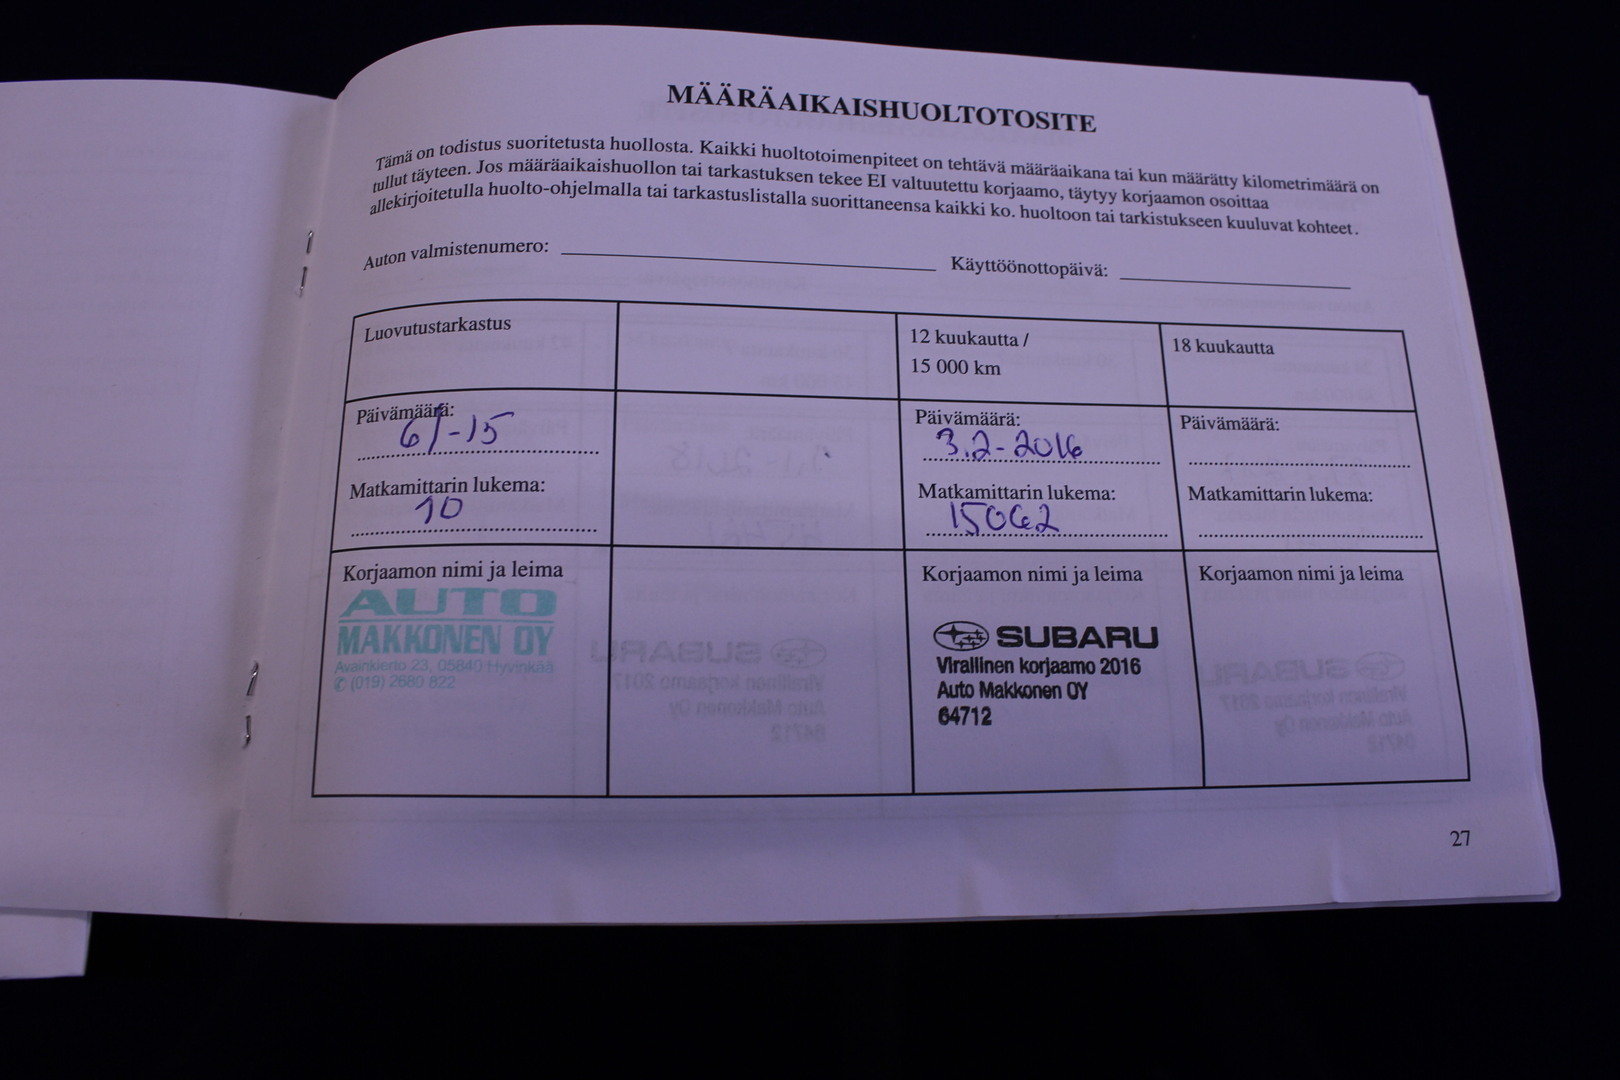 MÄÄRÄAIKAISHUOLTOTOSITE
Tämä on todistus suoritetusta huollosta. Kaikki huoltotoimenpiteet on tehtävä määräaikana tai kun määrätty kilometrimäärä on
tullut täyteen. Jos määräaikaishuollon tai tarkastuksen tekee EI valtuutettu korjaamo, täytyy korjaamon osoittaa
allekirjoitetulla huolto-ohjelmalla tai tarkastuslistalla suorittaneensa kaikki ko. huoltoon tai tarkistukseen kuuluvat kohteet.
Auton valmistenumero: Käyttöönottopäivä:
Luovutustarkastus
Päivämäärä:
6/-15
Matkamittarin lukema:
10
Korjaamon nimi ja leima
AUTO
MAKKONEN OY
Avainkierto 23, 05840 Hyvinkää
✆ (019) 2680 822
12 kuukautta /
15 000 km
Päivämäärä:
3.2-2016
Matkamittarin lukema:
15062
Korjaamon nimi ja leima
SUBARU
Virallinen korjaamo 2016
Auto Makkonen OY
64712
18 kuukautta
Päivämäärä:
Matkamittarin lukema:
Korjaamon nimi ja leima
27